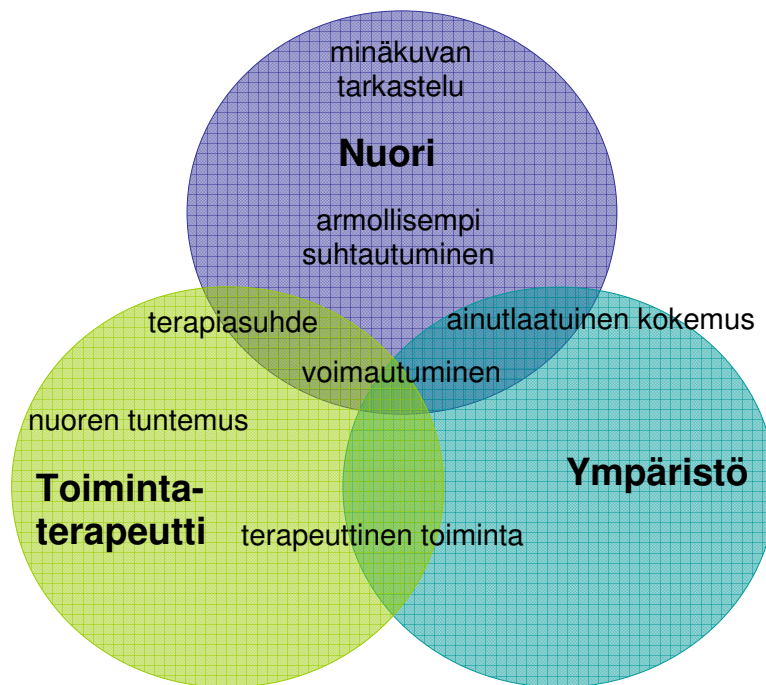 minäkuvan
tarkastelu
Nuori
armollisempi
suhtautuminen
terapiasuhde
ainutlaatuinen kokemus
voimautuminen
nuoren tuntemus
Ympäristö
Toiminta-
terapeutti
terapeuttinen toiminta